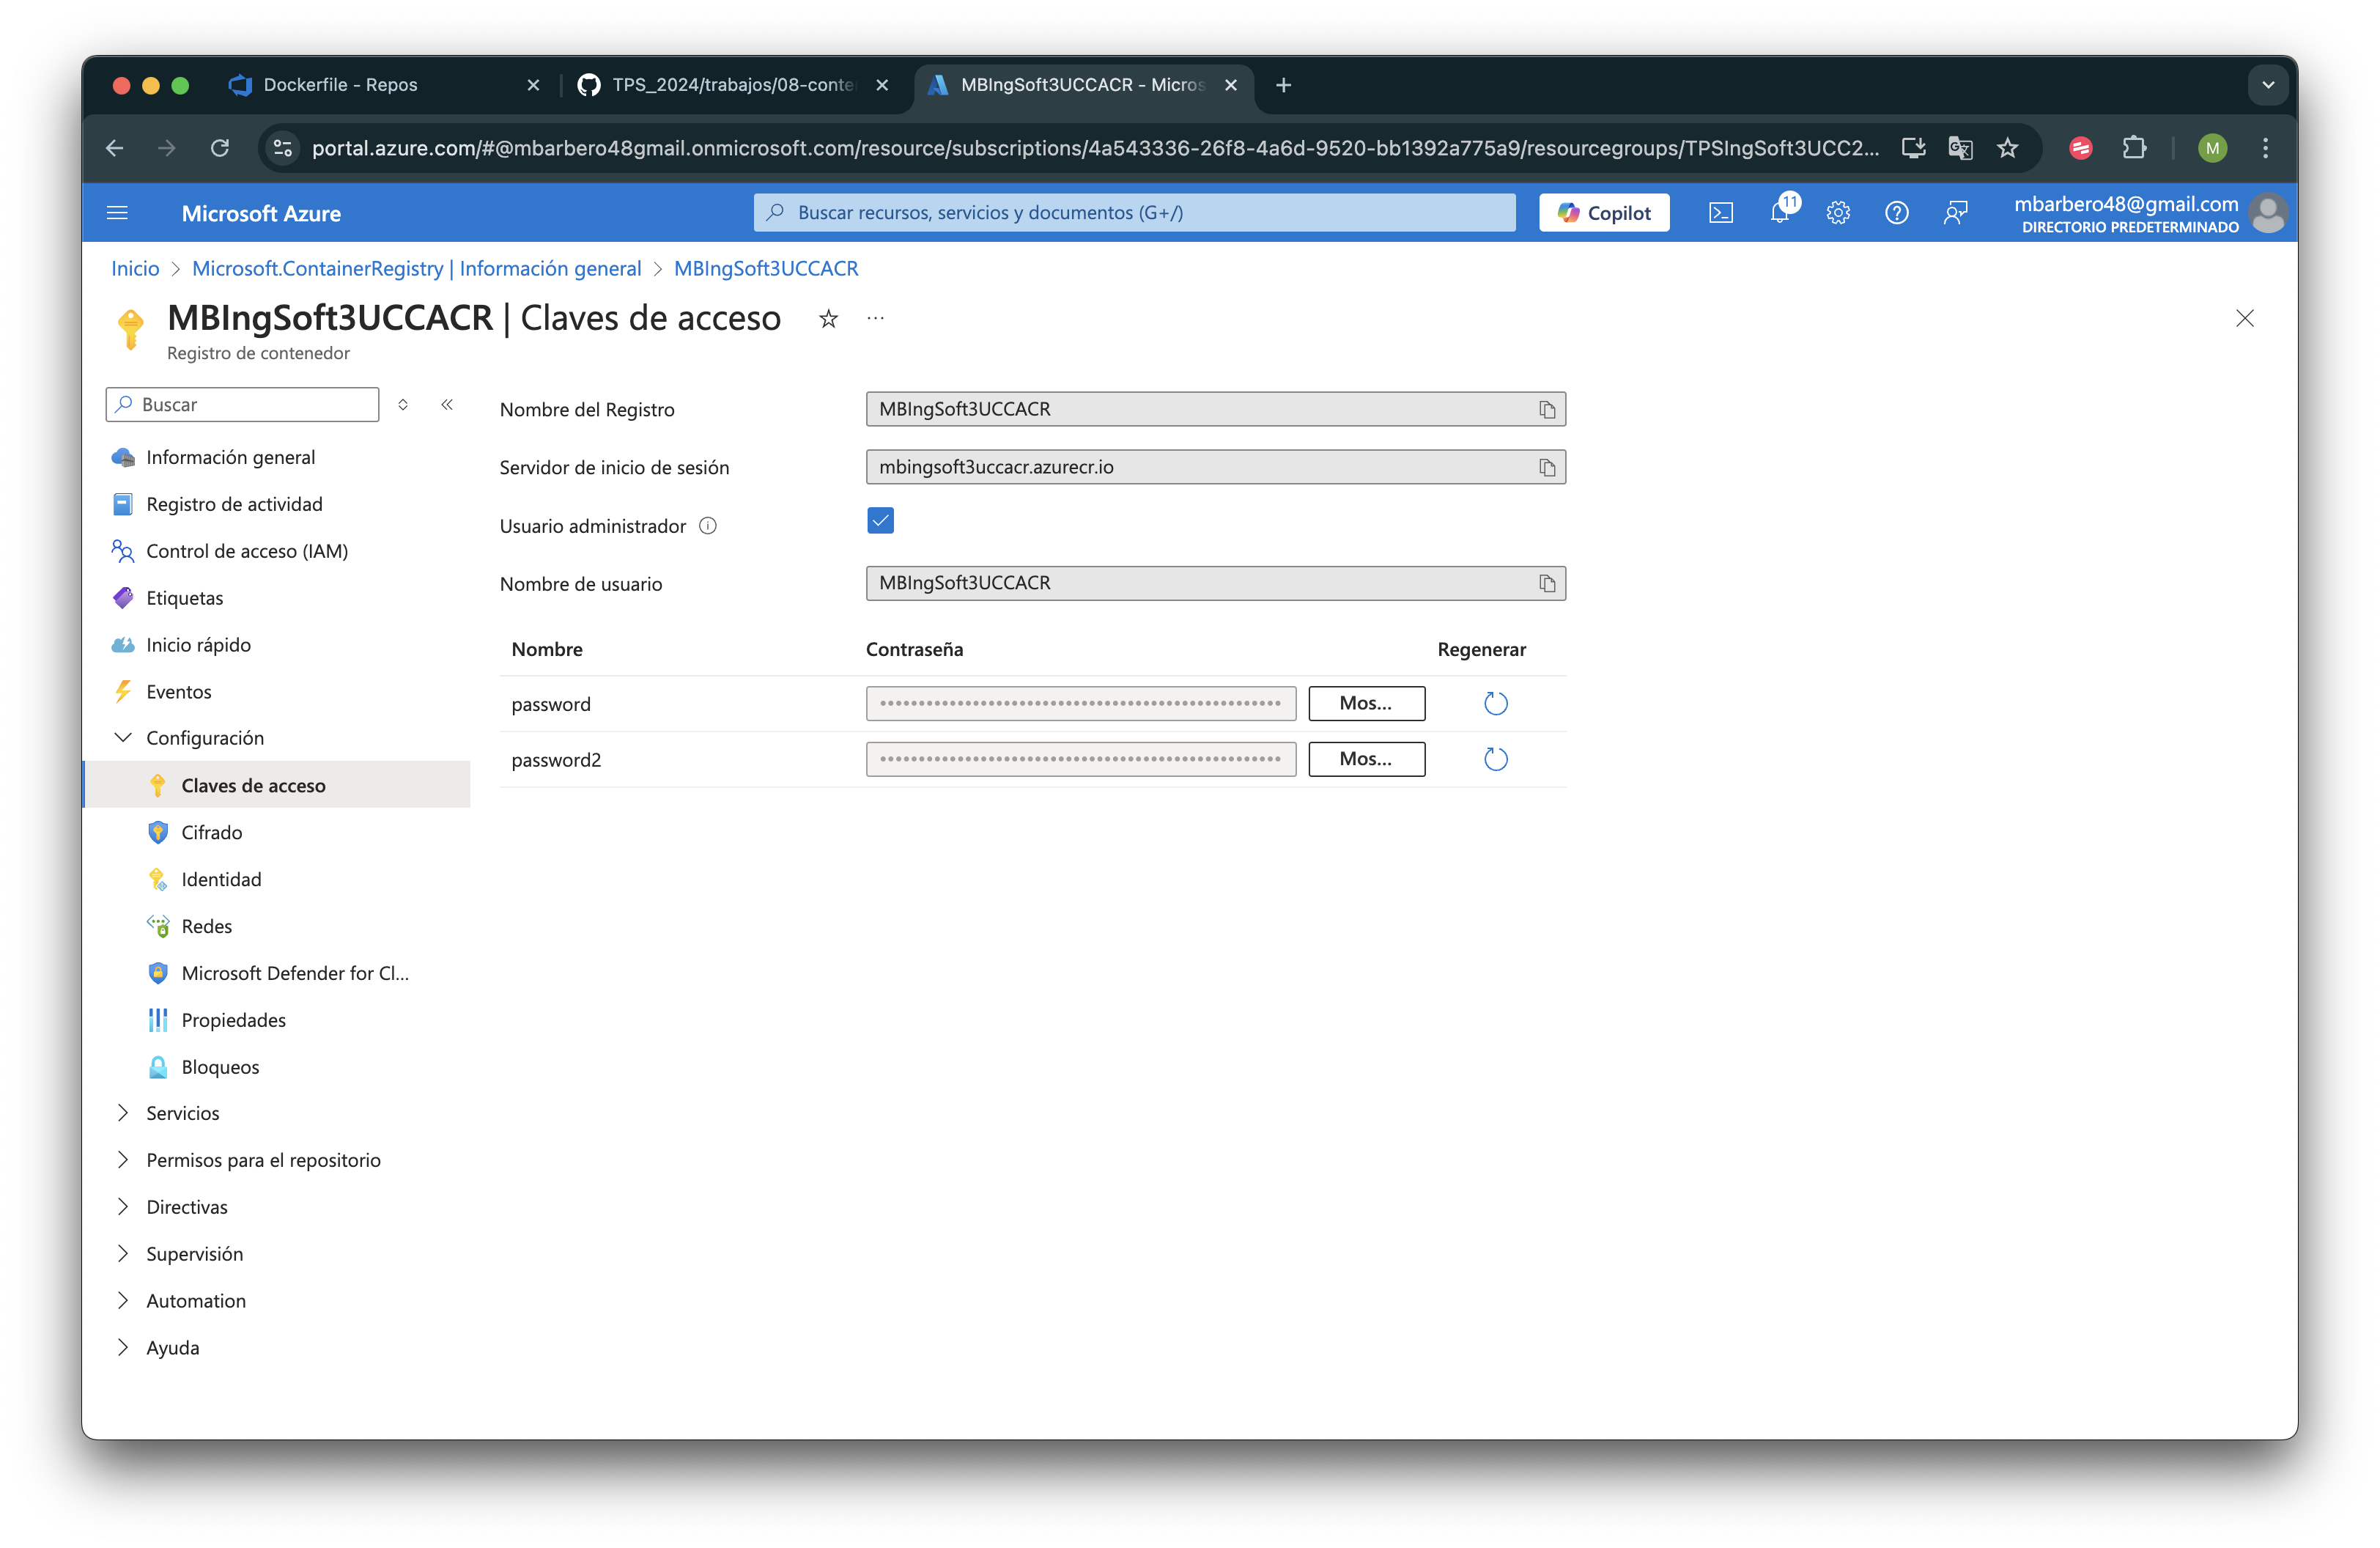 Dockerfile - Repos
TPS_2024/trabajos/08-conte
MBIngSoft3UCCACR - Micros
portal.azure.com/#@mbarbero48gmail.onmicrosoft.com/resource/subscriptions/4a543336-26f8-4a6d-9520-bb1392a775a9/resourcegroups/TPSIngSoft3UCC2...
M
Microsoft Azure
Buscar recursos, servicios y documentos (G+/)
Copilot
11
mbarbero48@gmail.com
DIRECTORIO PREDETERMINADO
Inicio > Microsoft.ContainerRegistry | Información general > MBIngSoft3UCCACR
MBIngSoft3UCCACR | Claves de acceso
Registro de contenedor
Buscar
Información general
Registro de actividad
Control de acceso (IAM)
Etiquetas
Inicio rápido
Eventos
Configuración
Claves de acceso
Cifrado
Identidad
Redes
Microsoft Defender for Cl...
Propiedades
Bloqueos
Servicios
Permisos para el repositorio
Directivas
Supervisión
Automation
Ayuda
Nombre del Registro
MBIngSoft3UCCACR
Servidor de inicio de sesión
mbingsoft3uccacr.azurecr.io
Usuario administrador
Nombre de usuario
MBIngSoft3UCCACR
Nombre Contraseña Regenerar
password Mos...
password2 Mos...